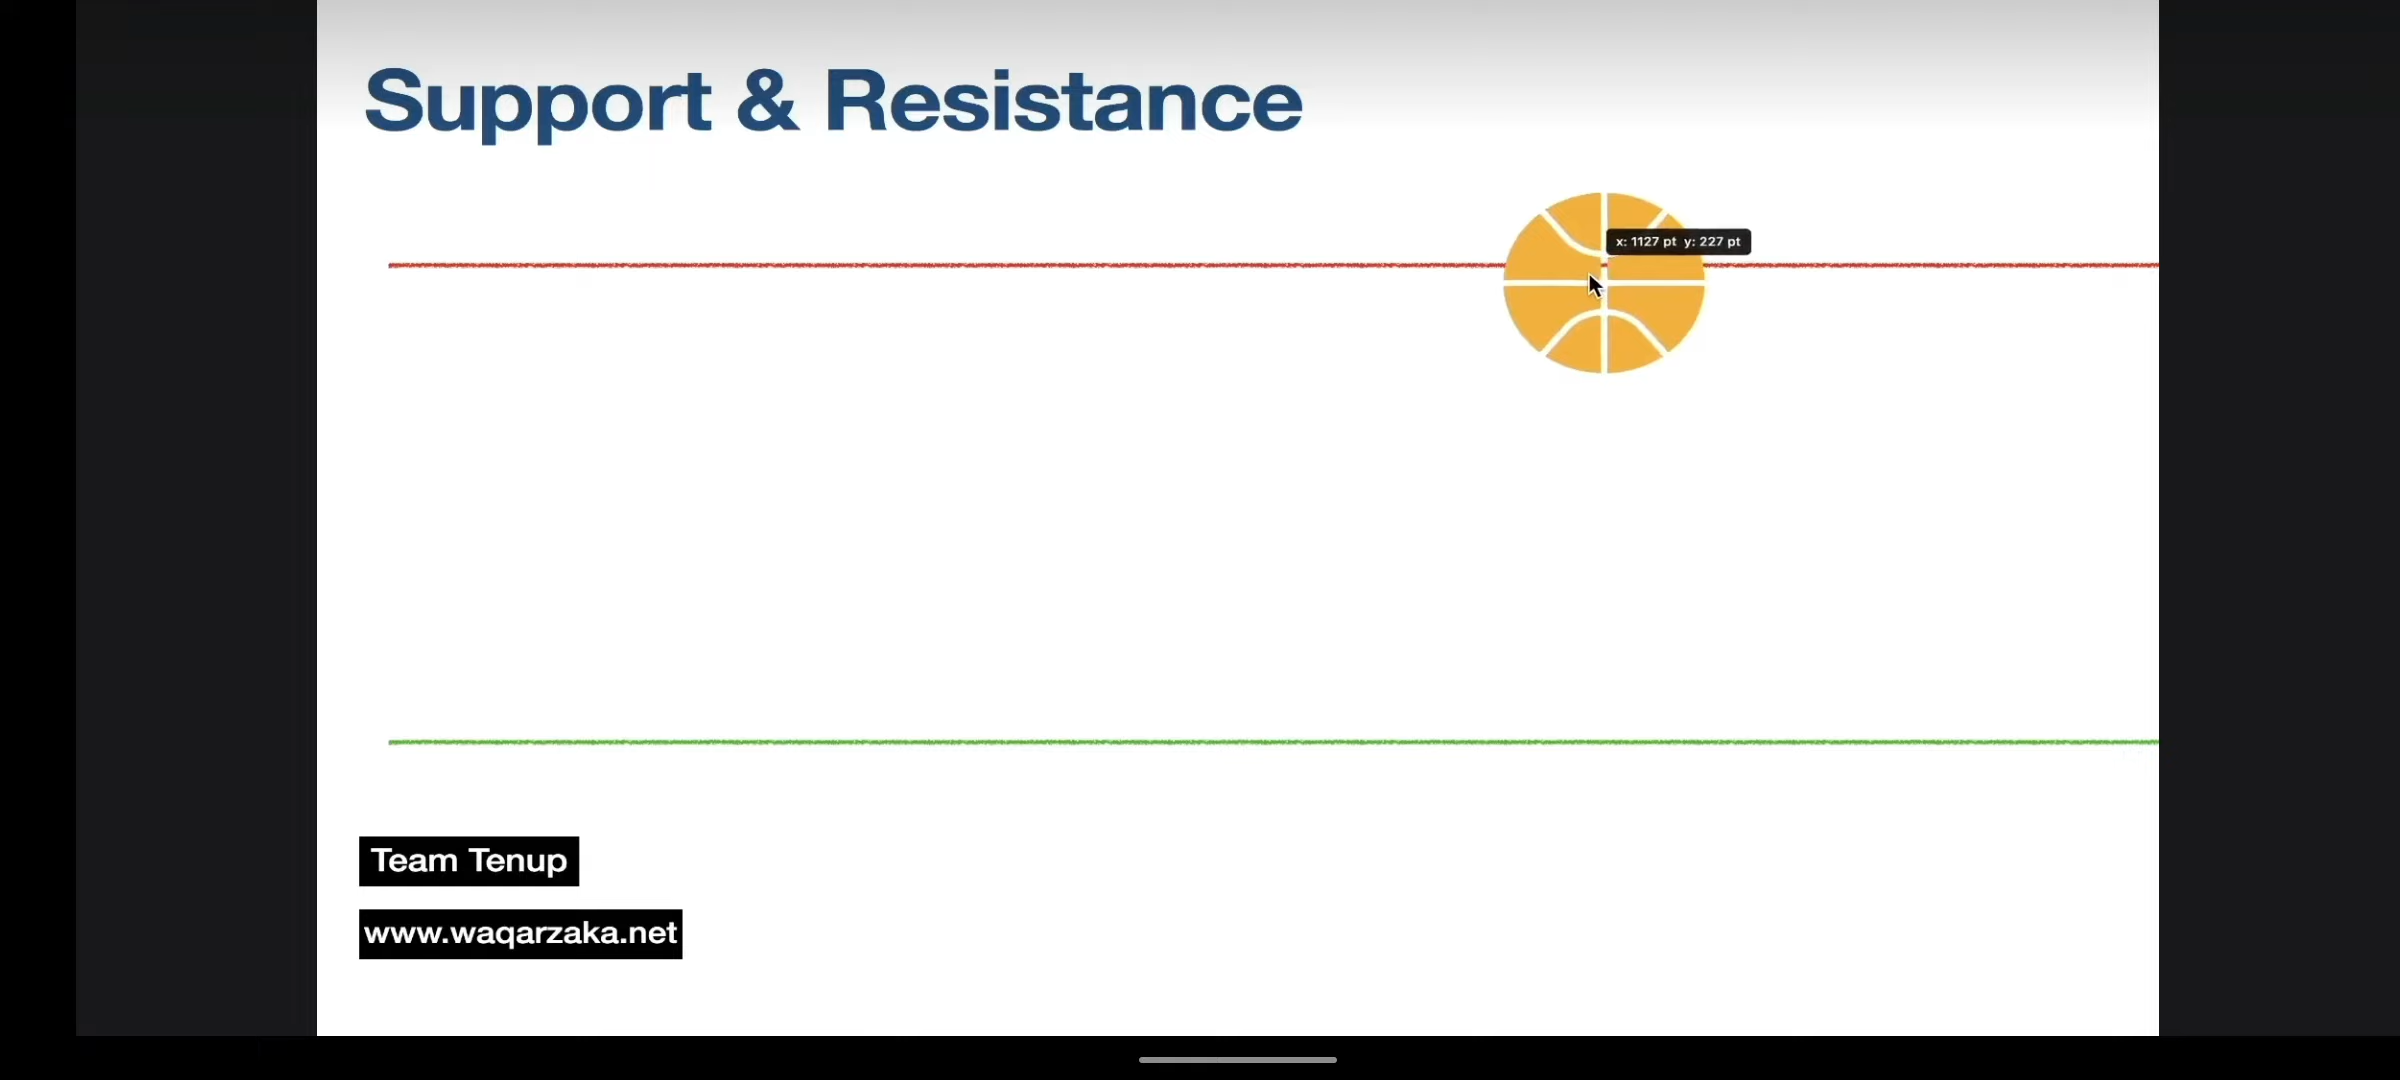 Support & Resistance
x: 1127 pt y: 227 pt
Team Tenup
www.waqarzaka.net